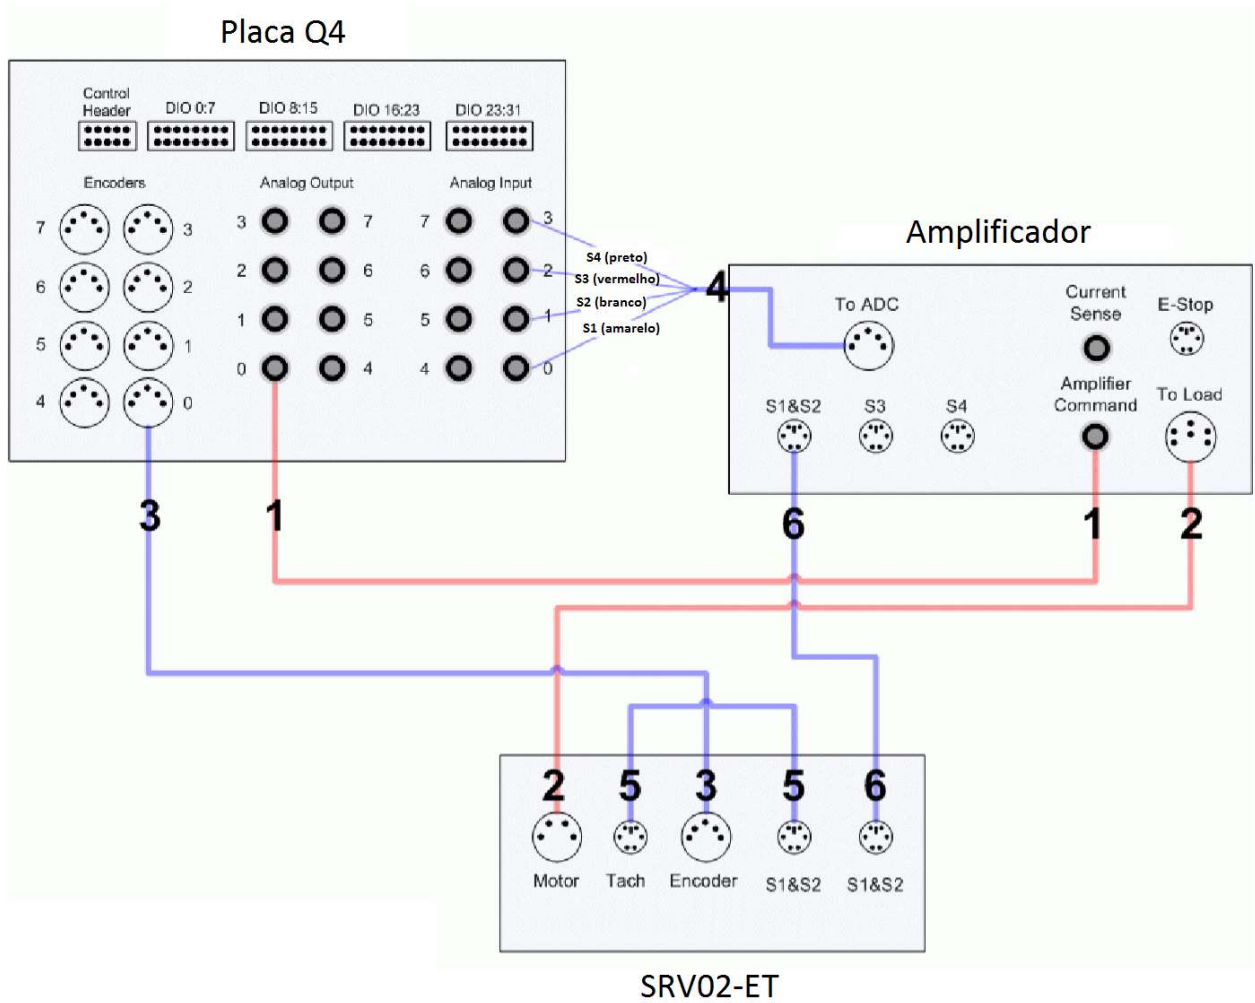 Placa Q4
Control
Header
DIO 0:7
DIO 8:15
DIO 16:23
DIO 23:31
Encoders
Analog Output
Analog Input
7 3 3 7 7 3
6 2 2 6 6 2
5 1 1 5 5 1
4 0 0 4 4 0
S4 (preto)
S3 (vermelho)
S2 (branco)
S1 (amarelo)
4
Amplificador
To ADC
Current
Sense
E-Stop
Amplifier
Command
To Load
S1&S2
S3
S4
3 1 6 1 2
2 5 3 5 6
Motor Tach Encoder S1&S2 S1&S2
SRV02-ET